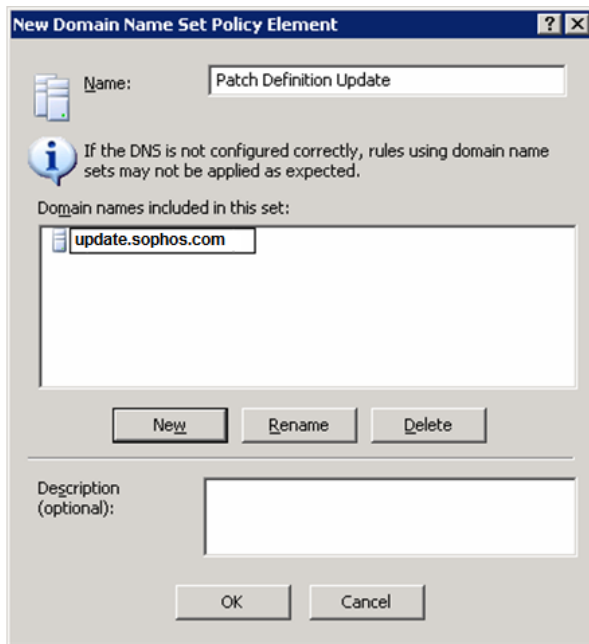 New Domain Name Set Policy Element
Name:
Patch Definition Update
If the DNS is not configured correctly, rules using domain name
sets may not be applied as expected.
Domain names included in this set:
update.sophos.com
New
Rename
Delete
Description
(optional):
OK
Cancel